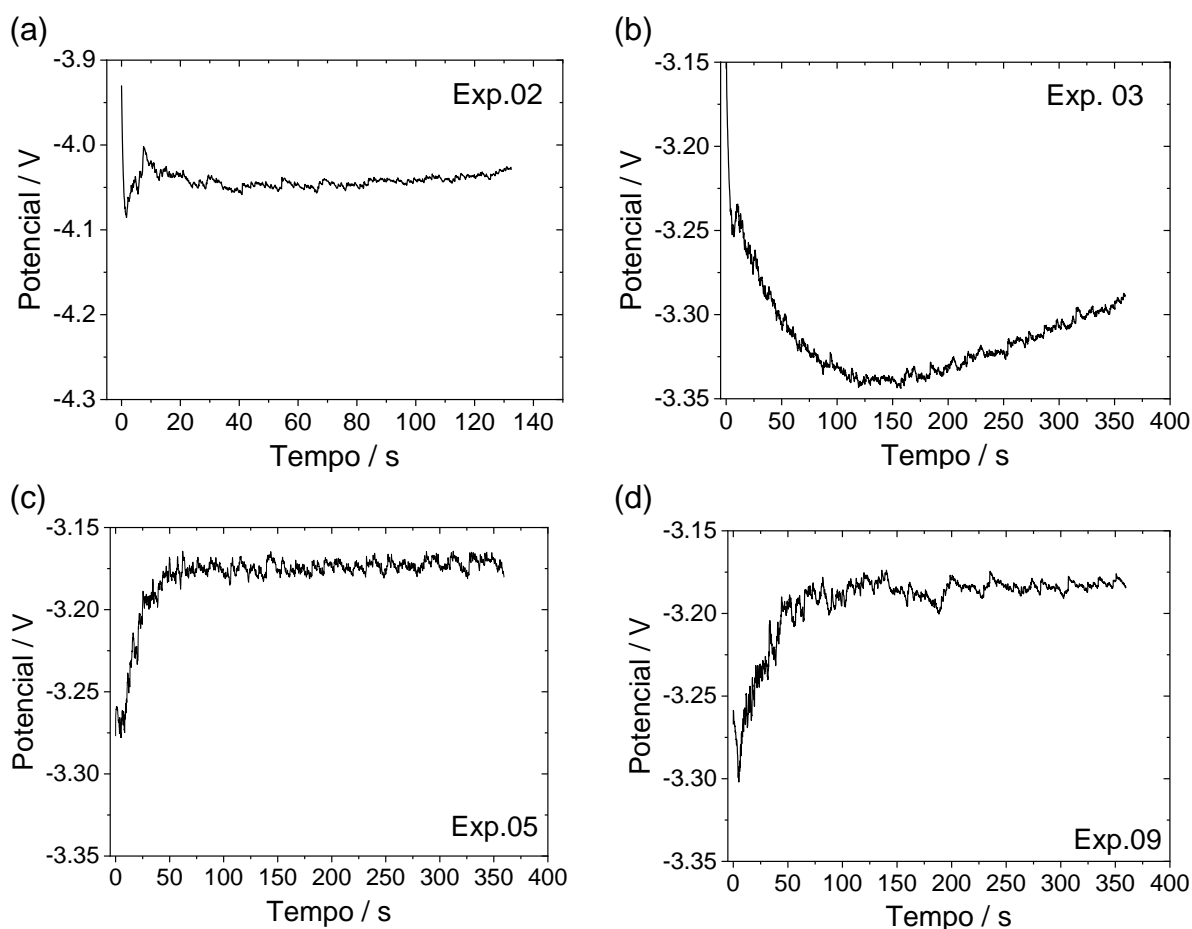 (a)
-3.9
-4.0
-4.1
-4.2
-4.3
Potencial / V
Exp.02
0 20 40 60 80 100 120 140
Tempo / s
(b)
-3.15
-3.20
-3.25
-3.30
-3.35
Potencial / V
Exp. 03
0 50 100 150 200 250 300 350 400
Tempo / s
(c)
-3.15
-3.20
-3.25
-3.30
-3.35
Potencial / V
Exp.05
0 50 100 150 200 250 300 350 400
Tempo / s
(d)
-3.15
-3.20
-3.25
-3.30
-3.35
Potencial / V
Exp.09
0 50 100 150 200 250 300 350 400
Tempo / s